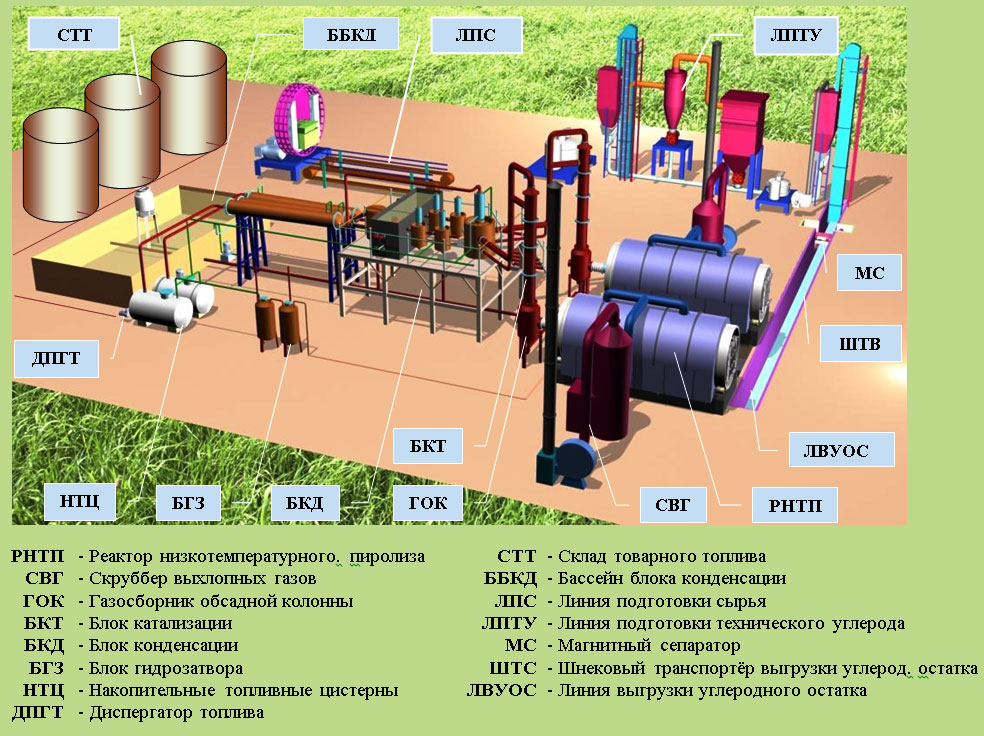 СТТ
ББКД
ЛПС
ЛПТУ
МС
ШТВ
ДПГТ
БКТ
ЛВУОС
НТЦ
БГЗ
БКД
ГОК
СВГ
РНТП
РНТП - Реактор низкотемпературного. пиролиза
СВГ - Скруббер выхлопных газов
ГОК - Газосборник обсадной колонны
БКТ - Блок катализации
БКД - Блок конденсации
БГЗ - Блок гидрозатвора
НТЦ - Накопительные топливные цистерны
ДПГТ - Диспергатор топлива
СТТ - Склад товарного топлива
ББКД - Бассейн блока конденсации
ЛПС - Линия подготовки сырья
ЛПТУ - Линия подготовки технического углерода
МС - Магнитный сепаратор
ШТС - Шнековый транспортёр выгрузки углерод. остатка
ЛВУОС - Линия выгрузки углеродного остатка